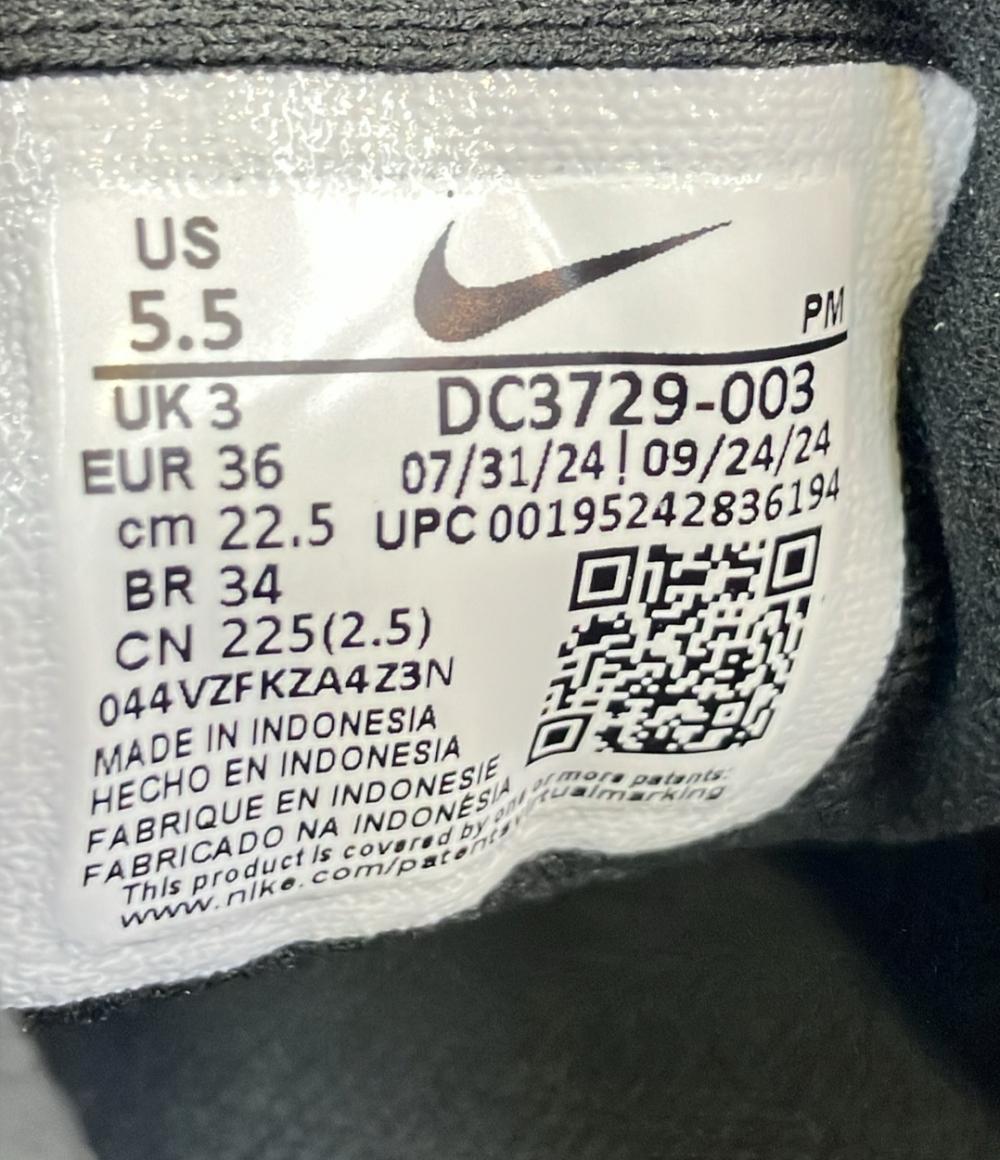 US
5.5
PM
UK 3
DC3729-003
EUR 36
07/31/24 | 09/24/24
cm 22.5
UPC 00195242836194
BR 34
CN 225(2.5)
044VZFKZA4Z3N
MADE IN INDONESIA
HECHO EN INDONESIA
FABRIQUE EN INDONESIE
FABRICADO NA INDONÉSIA
This product is covered by one or more patents:
www.nike.com/patents